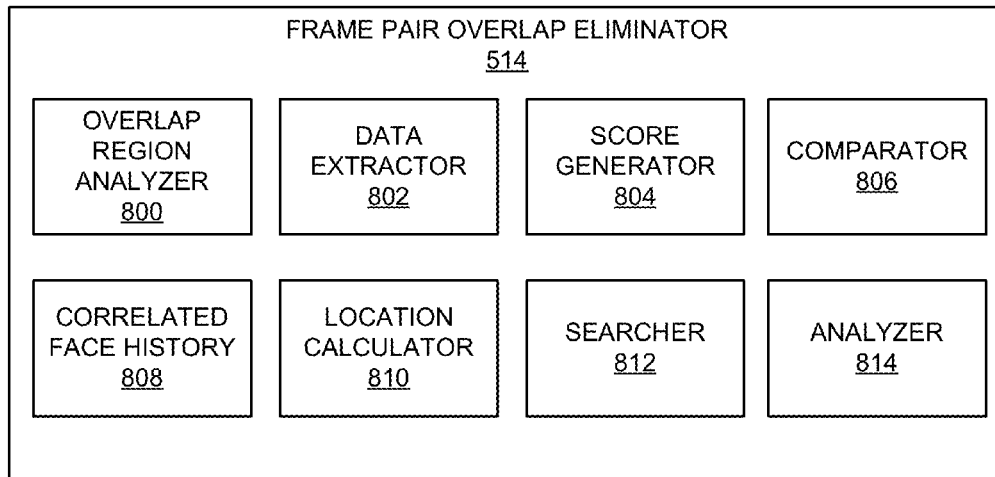 FRAME PAIR OVERLAP ELIMINATOR
514
OVERLAP
REGION
ANALYZER
800
DATA
EXTRACTOR
802
SCORE
GENERATOR
804
COMPARATOR
806
CORRELATED
FACE HISTORY
808
LOCATION
CALCULATOR
810
SEARCHER
812
ANALYZER
814